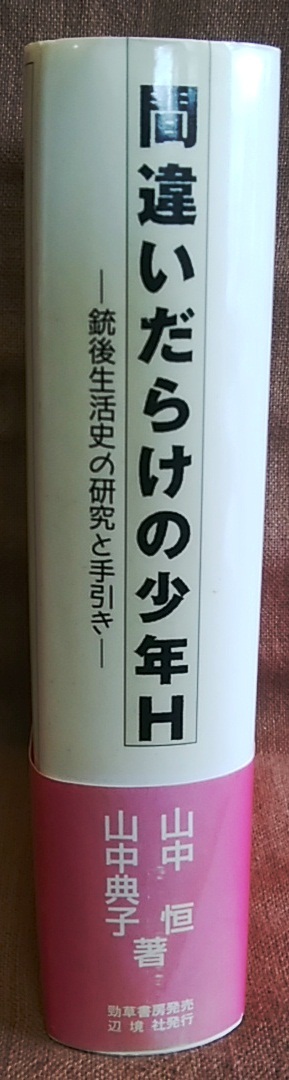 間違いだらけの少年H
―銃後生活史の研究と手引き―
山中 恒
山中典子
著
勁草書房発売
辺境社発行